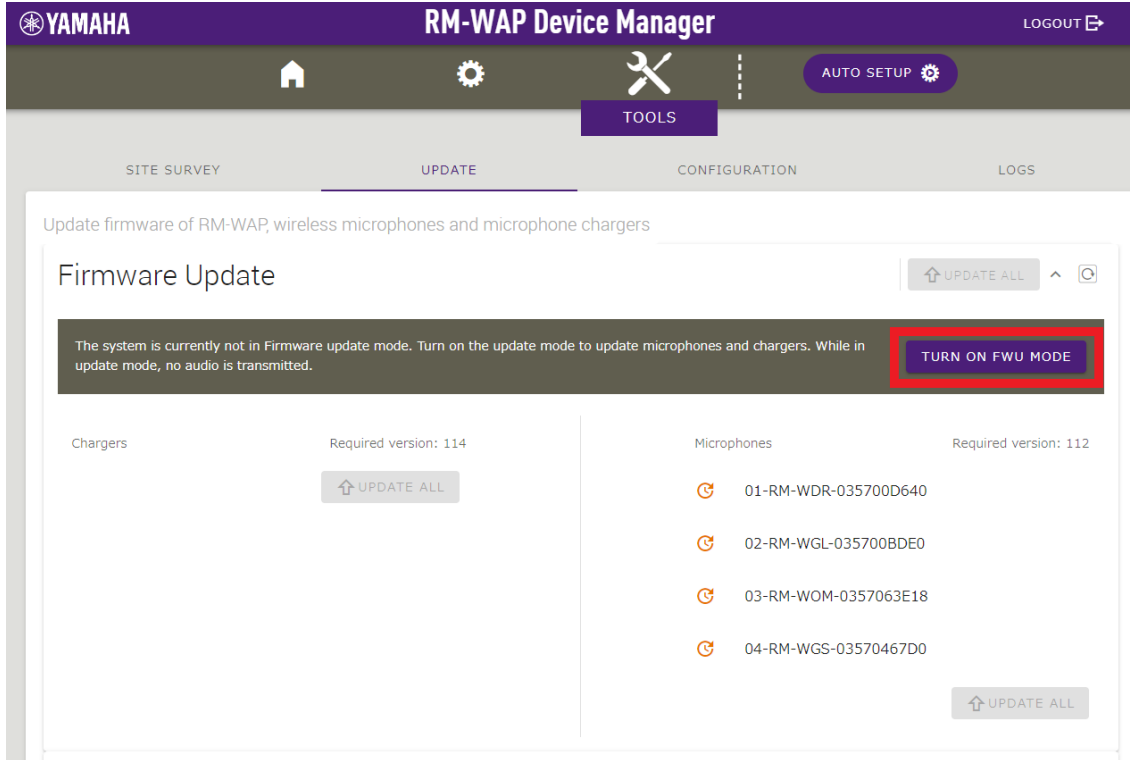 YAMAHA
RM-WAP Device Manager
LOGOUT
AUTO SETUP
TOOLS
SITE SURVEY
UPDATE
CONFIGURATION
LOGS
Update firmware of RM-WAP, wireless microphones and microphone chargers
Firmware Update
UPDATE ALL
The system is currently not in Firmware update mode. Turn on the update mode to update microphones and chargers. While in
update mode, no audio is transmitted.
TURN ON FWU MODE
Chargers
Required version: 114
UPDATE ALL
Microphones
Required version: 112
01-RM-WDR-035700D640
02-RM-WGL-035700BDE0
03-RM-WOM-0357063E18
04-RM-WGS-03570467D0
UPDATE ALL